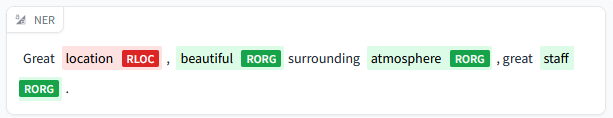 NER
Great location RLOC , beautiful RORG surrounding atmosphere RORG , great staff
RORG .